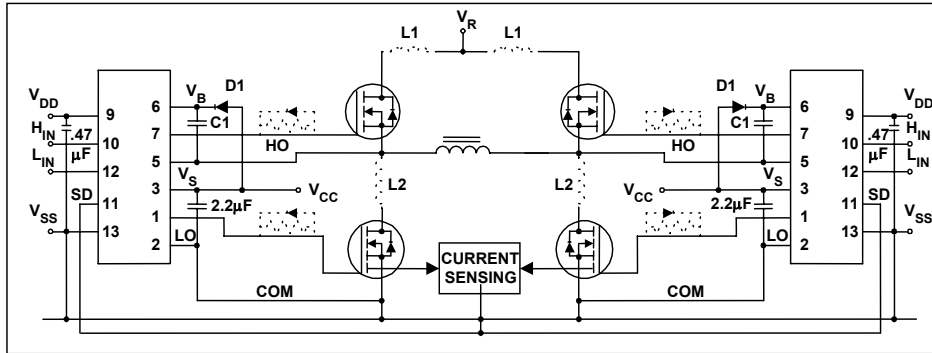 V_R
L1
L1
D1
V_B
V_DD
9
6
C1
H_IN
.47
µF
10
7
HO
L_IN
12
5
V_S
3
V_CC
L2
SD
11
1
2.2µF
V_SS
13
2
LO
COM
CURRENT
SENSING
D1
V_B
6
9
V_DD
C1
H_IN
.47
µF
7
10
HO
5
12
L_IN
V_S
L2
V_CC
3
11
SD
2.2µF
1
13
V_SS
LO
2
COM